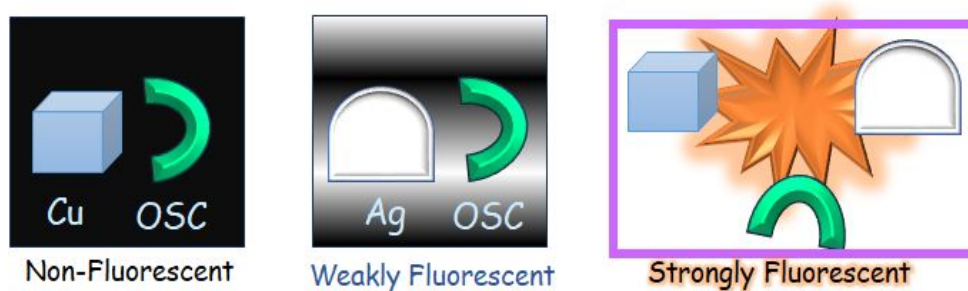 Cu OSC
Non-Fluorescent
Ag OSC
Weakly Fluorescent
Strongly Fluorescent